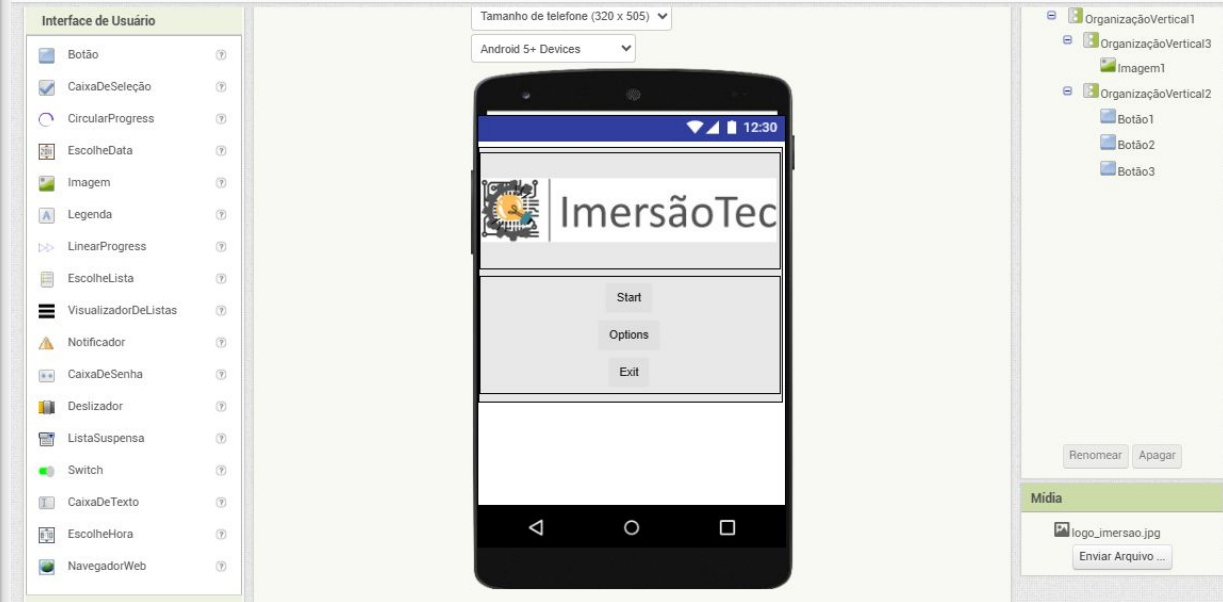 Interface de Usuário
Botão
CaixaDeSeleção
CircularProgress
EscolheData
Imagem
Legenda
LinearProgress
EscolheLista
VisualizadorDeListas
Notificador
CaixaDeSenha
Deslizador
ListaSuspensa
Switch
CaixaDeTexto
EscolheHora
NavegadorWeb
Tamanho de telefone (320 x 505)
Android 5+ Devices
12:30
ImersãoTec
Start
Options
Exit
OrganizaçãoVertical1
OrganizaçãoVertical3
Imagem1
OrganizaçãoVertical2
Botão1
Botão2
Botão3
Renomear Apagar
Mídia
logo_imersao.jpg
Enviar Arquivo ...